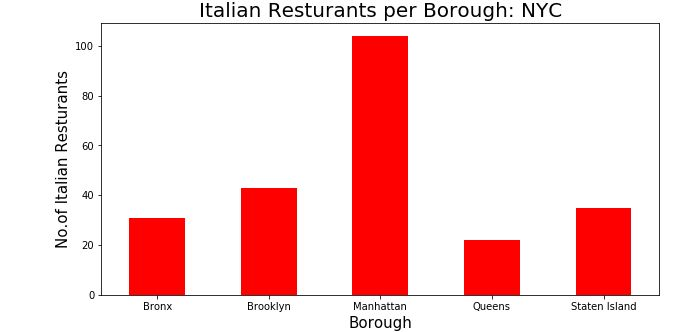 Italian Resturants per Borough: NYC
No.of Italian Resturants
100
80
60
40
20
0
Bronx Brooklyn Manhattan Queens Staten Island
Borough